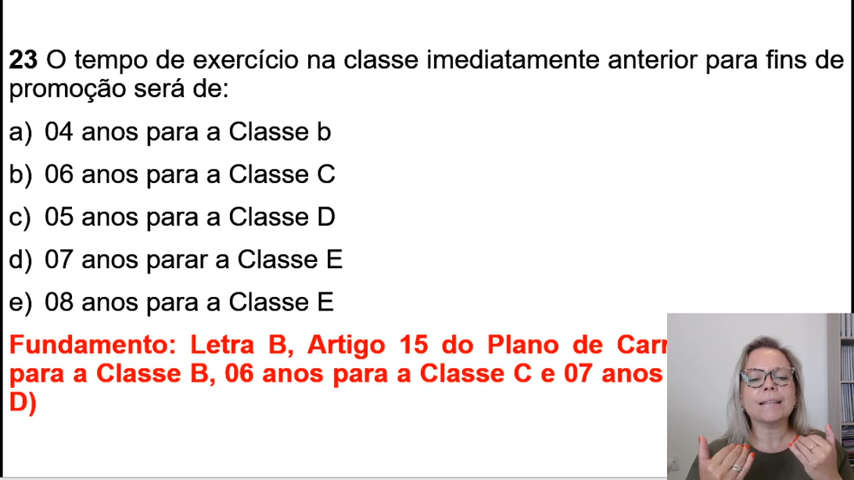 23 O tempo de exercício na classe imediatamente anterior para fins de
promoção será de:
a) 04 anos para a Classe b
b) 06 anos para a Classe C
c) 05 anos para a Classe D
d) 07 anos parar a Classe E
e) 08 anos para a Classe E
Fundamento: Letra B, Artigo 15 do Plano de
para a Classe B, 06 anos para a Classe C e 07 anos
D)